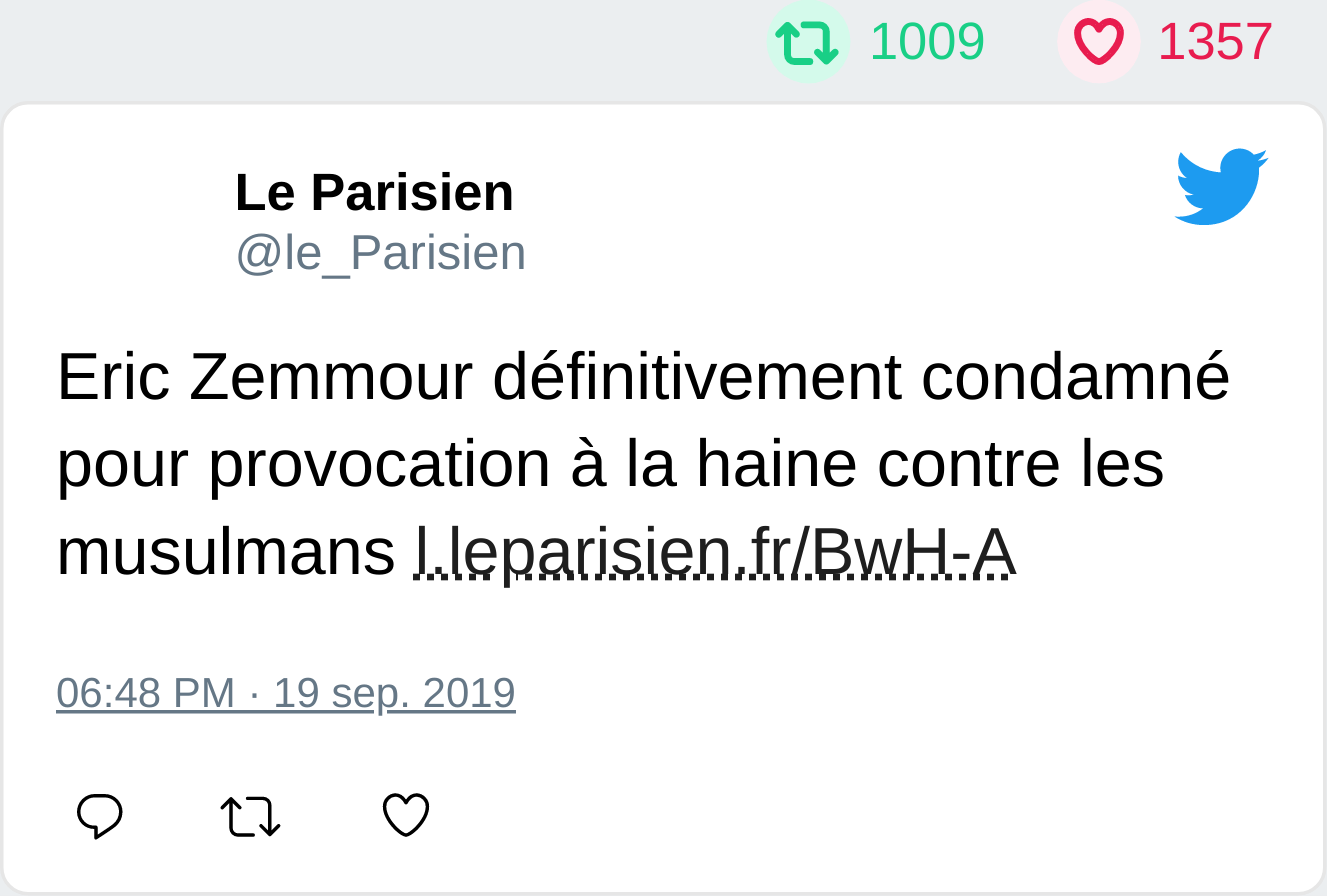 1009 1357
Le Parisien
@le_Parisien
Eric Zemmour définitivement condamné
pour provocation à la haine contre les
musulmans l.leparisien.fr/BwH-A
06:48 PM · 19 sep. 2019